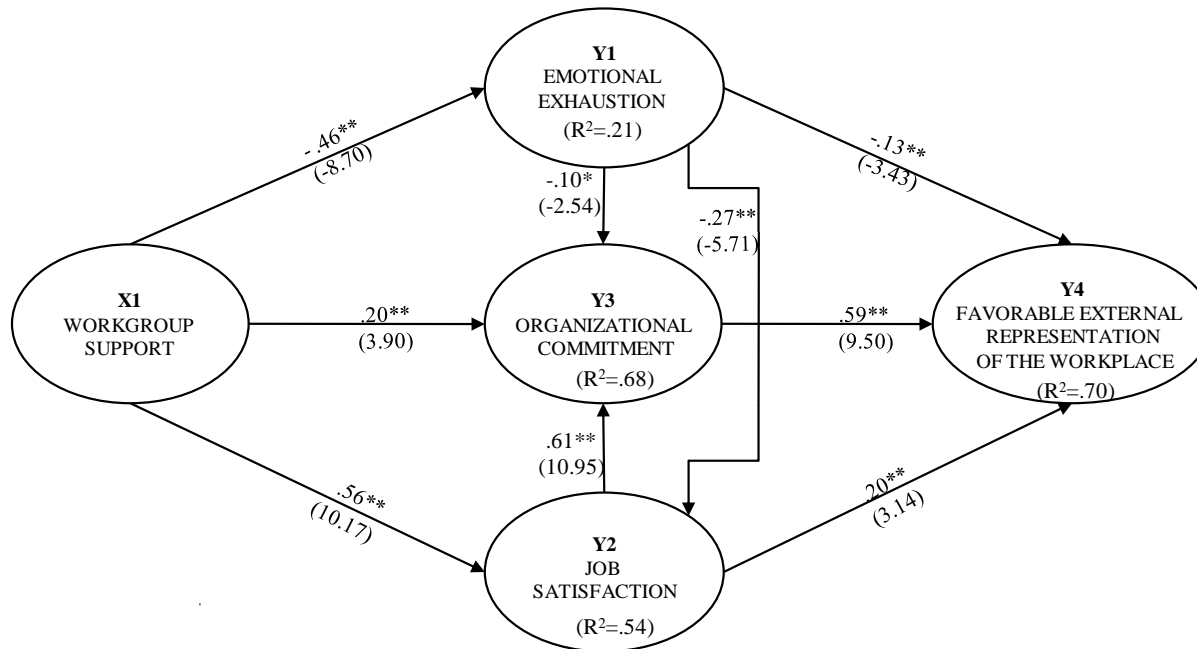 Y1
EMOTIONAL
EXHAUSTION
(R²=.21)
-.46**
(-8.70)
-.13**
(-3.43)
-.10*
(-2.54)
-.27**
(-5.71)
X1
WORKGROUP
SUPPORT
.20**
(3.90)
Y3
ORGANIZATIONAL
COMMITMENT
(R²=.68)
.59**
(9.50)
Y4
FAVORABLE EXTERNAL
REPRESENTATION
OF THE WORKPLACE
(R²=.70)
.61**
(10.95)
.56**
(10.17)
.20**
(3.14)
Y2
JOB
SATISFACTION
(R²=.54)